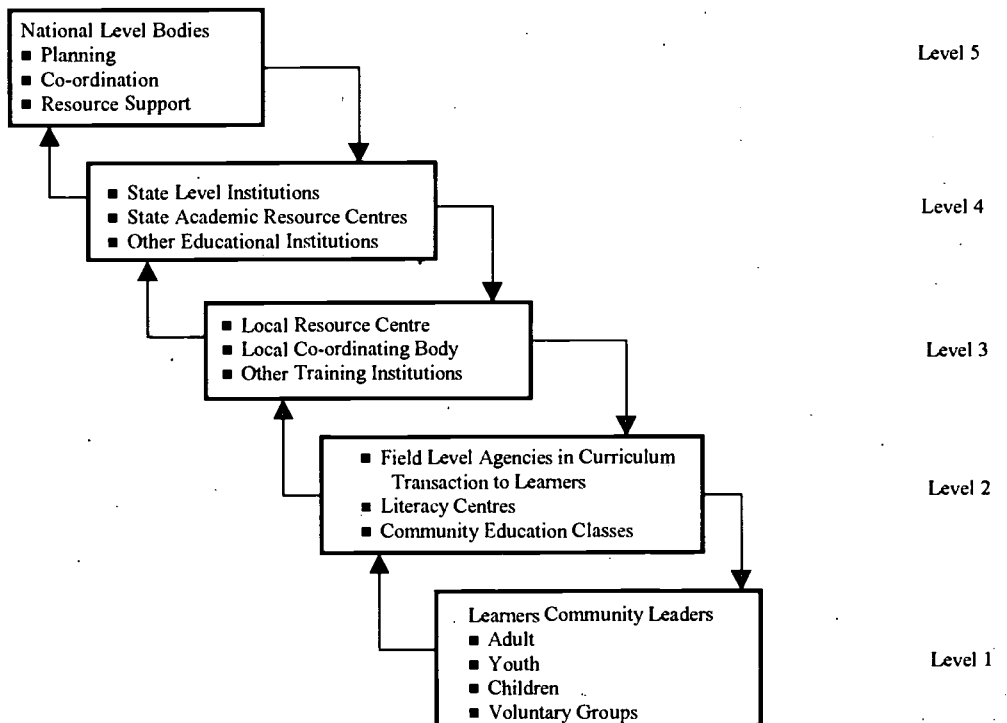 National Level Bodies
■ Planning
■ Co-ordination
■ Resource Support
Level 5
■ State Level Institutions
■ State Academic Resource Centres
■ Other Educational Institutions
Level 4
■ Local Resource Centre
■ Local Co-ordinating Body
■ Other Training Institutions
Level 3
■ Field Level Agencies in Curriculum
Transaction to Learners
■ Literacy Centres
■ Community Education Classes
Level 2
Learners Community Leaders
■ Adult
■ Youth
■ Children
■ Voluntary Groups
Level 1